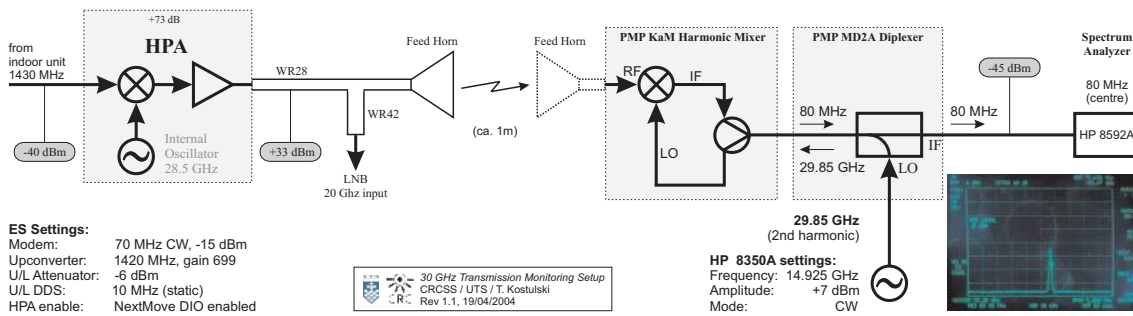 +73 dB
HPA
from
indoor unit
1430 MHz
-40 dBm
Internal
Oscillator
28.5 GHz
WR28
+33 dBm
WR42
LNB
20 Ghz input
Feed Horn
(ca. 1m)
Feed Horn
PMP KaM Harmonic Mixer
RF
IF
LO
PMP MD2A Diplexer
80 MHz
29.85 GHz
IF
LO
80 MHz
-45 dBm
Spectrum
Analyzer
80 MHz
(centre)
HP 8592A
29.85 GHz
(2nd harmonic)
HP 8350A settings:
Frequency: 14.925 GHz
Amplitude: +7 dBm
Mode: CW
ES Settings:
Modem: 70 MHz CW, -15 dBm
Upconverter: 1420 MHz, gain 699
U/L Attenuator: -6 dBm
U/L DDS: 10 MHz (static)
HPA enable: NextMove DIO enabled
CRC
30 GHz Transmission Monitoring Setup
CRCSS / UTS / T. Kostulski
Rev 1.1, 19/04/2004